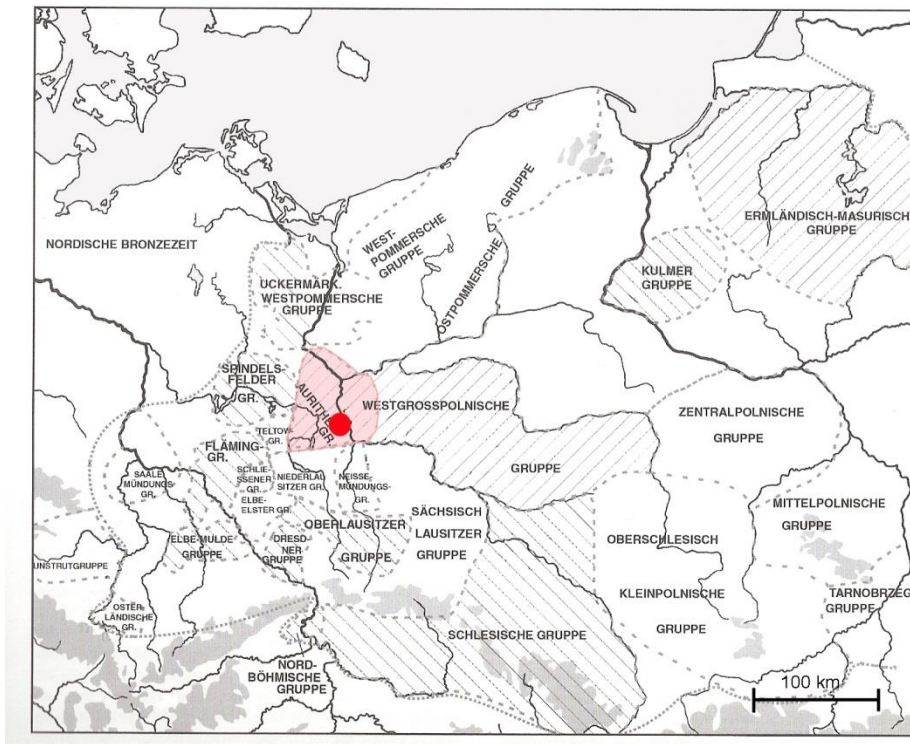 NORDISCHE BRONZEZEIT
WEST-
POMMERSCHE
GRUPPE
OSTPOMMERSCHE
GRUPPE
ERMLÄNDISCH-MASURISCH
GRUPPE
KULMER
GRUPPE
UCKERMÄRK.
WESTPOMMERSCHE
GRUPPE
SPINDELS-
FELDER
GR.
AURITHER
GR.
WESTGROSSPOLNISCHE
GRUPPE
ZENTRALPOLNISCHE
GRUPPE
TELTOW-
GR.
FLÄMING-
GR.
SCHLIE-
SSENER
GR.
NIEDERLAU
SITZER GR.
NEISSE-
MÜNDUNGS-
GR.
SAALE
MÜNDUNGS-
GR.
ELBE-
ELSTER GR.
ELBE-MULDE
GRUPPE
DRESD-
NER
GRUPPE
OBERLAUSITZER
GRUPPE
SÄCHSISCH
LAUSITZER
GRUPPE
OBERSCHLESISCH
KLEINPOLNISCHE
GRUPPE
MITTELPOLNISCHE
GRUPPE
TARNOBRZEG
GRUPPE
UNSTRUTGRUPPE
OSTER
LÄNDISCHE
GR.
SCHLESISCHE GRUPPE
NORD-
BÖHMISCHE
GRUPPE
100 km